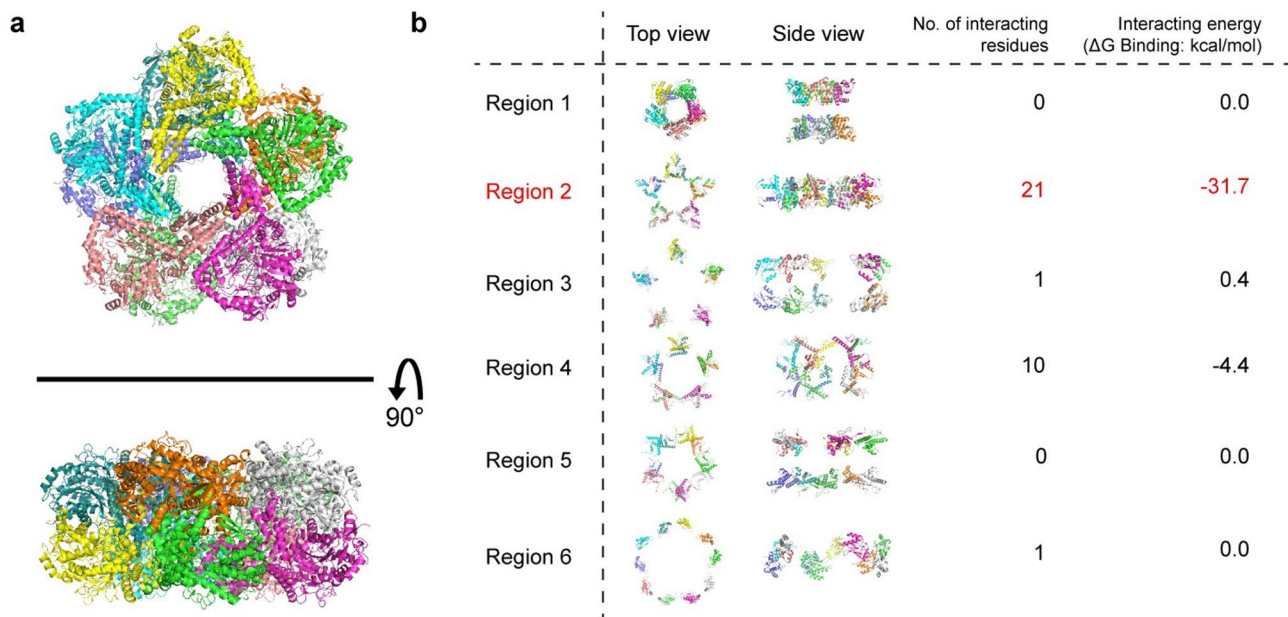 a
90°
b
Top view
Side view
No. of interacting
residues
Interacting energy
(ΔG Binding: kcal/mol)
Region 1
0
0.0
Region 2
21
-31.7
Region 3
1
0.4
Region 4
10
-4.4
Region 5
0
0.0
Region 6
1
0.0